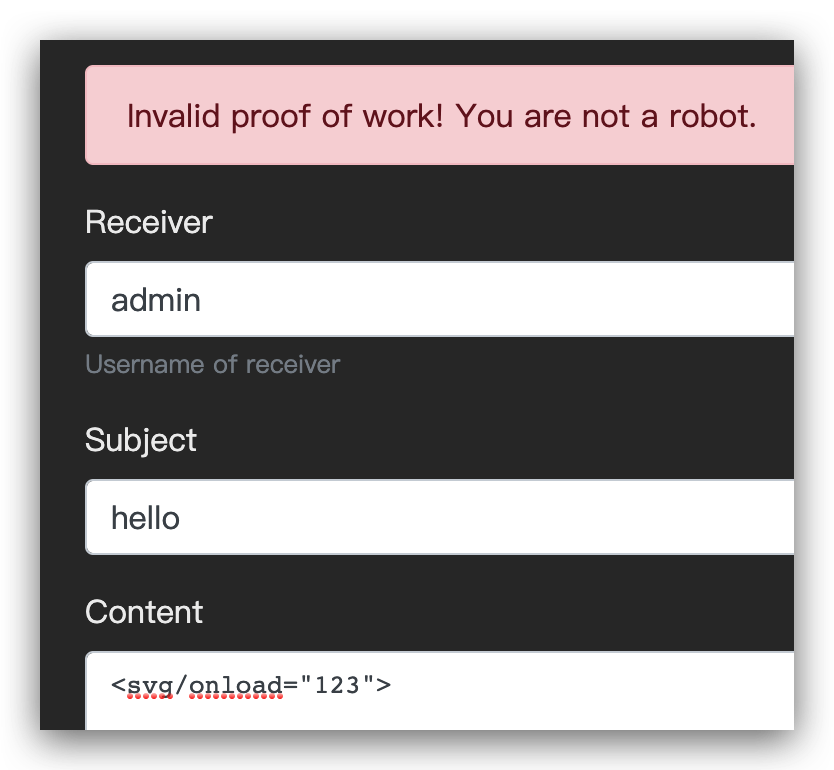 Invalid proof of work! You are not a robot.
Receiver
admin
Username of receiver
Subject
hello
Content
<svg/onload="123">